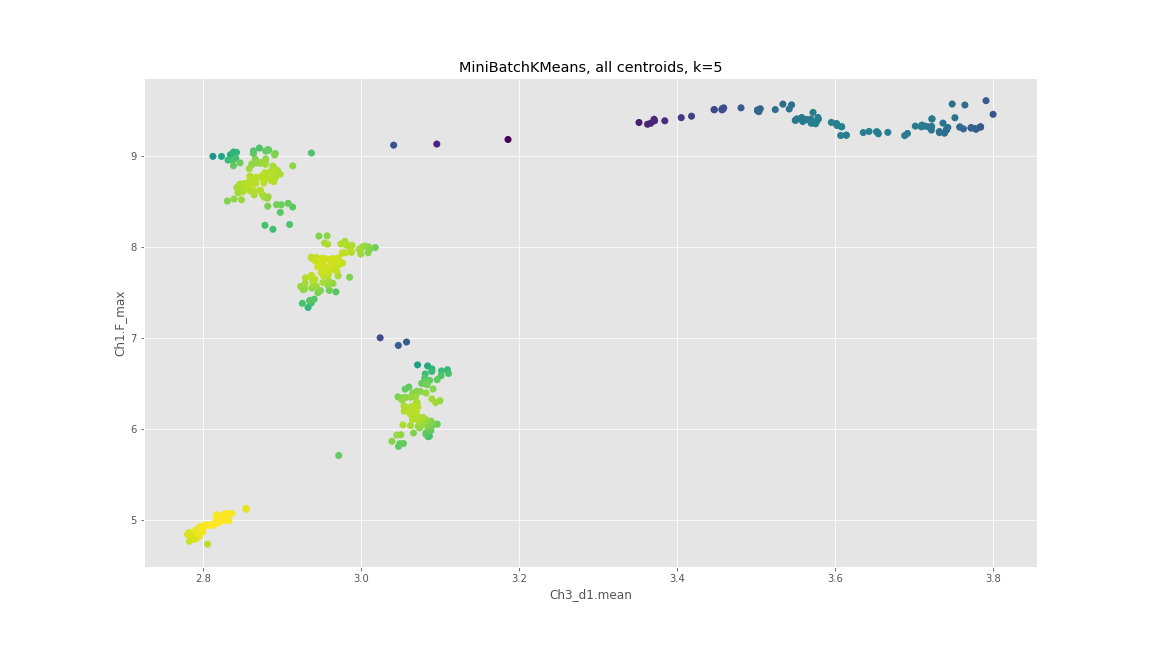 MiniBatchKMeans, all centroids, k=5
Ch1.F_max
9
8
7
6
5
2.8 3.0 3.2 3.4 3.6 3.8
Ch3_d1.mean